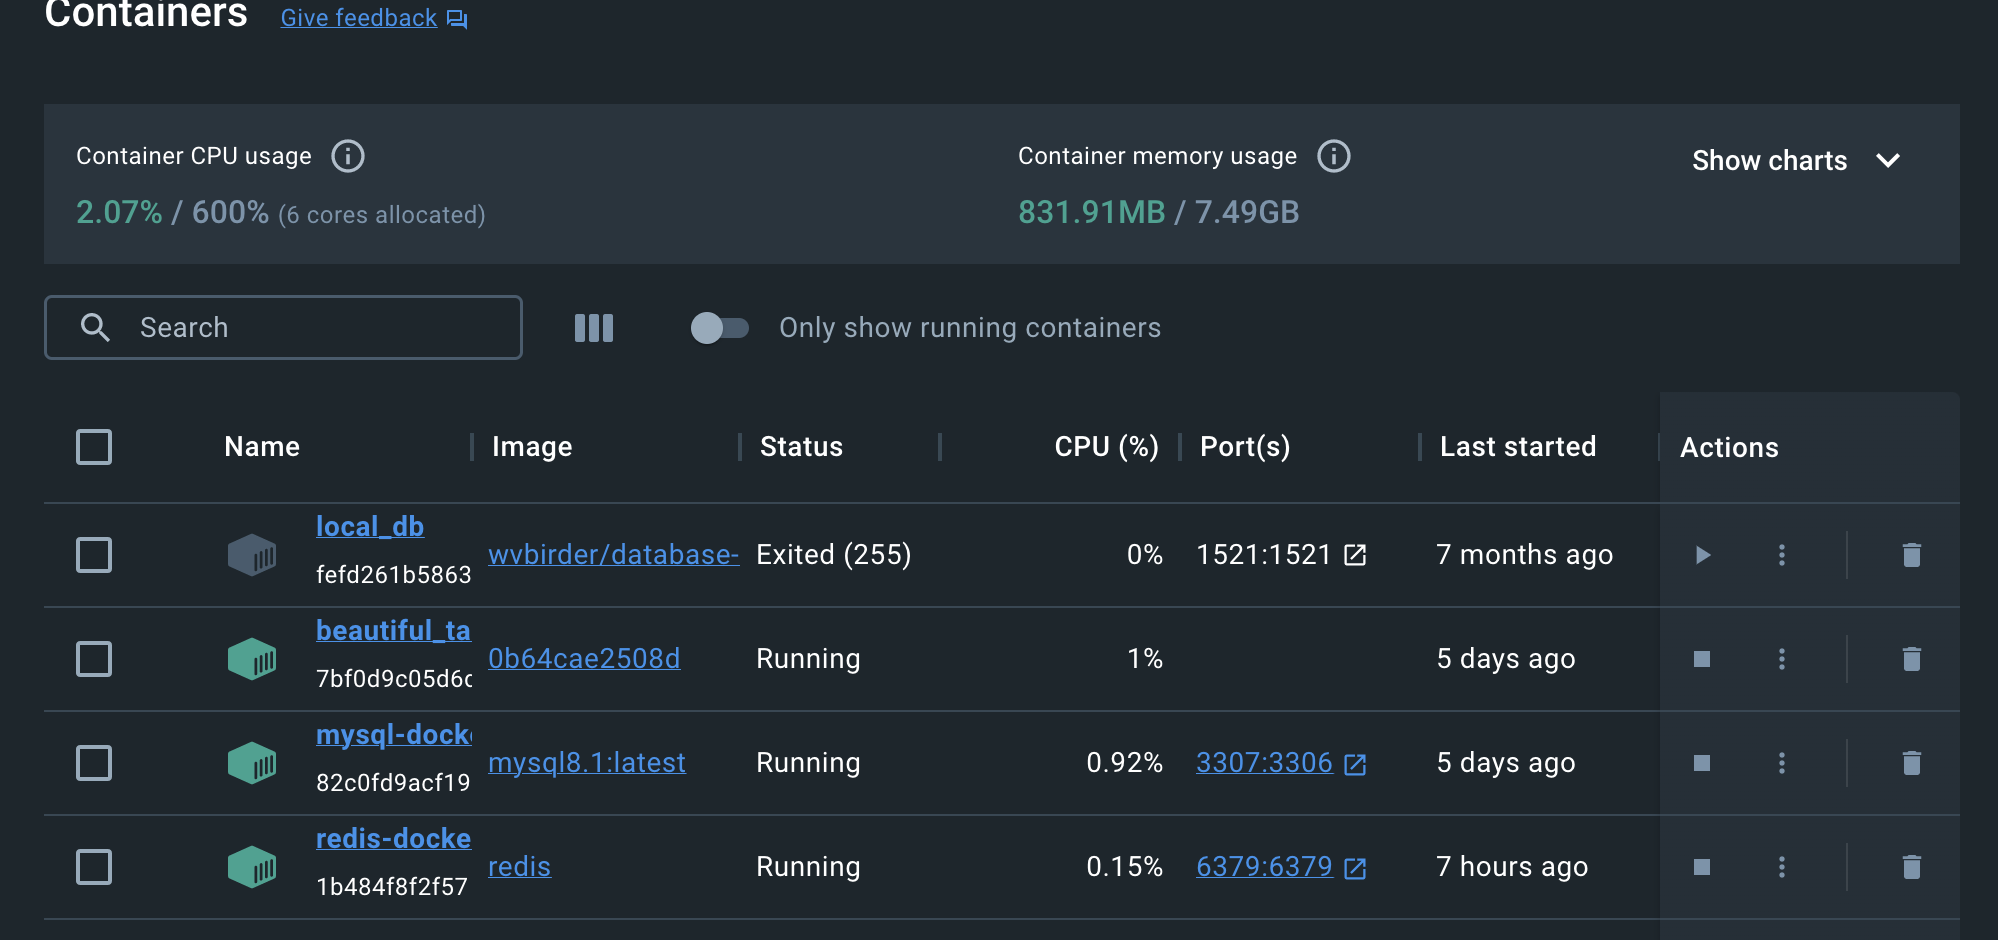 Containers Give feedback
Container CPU usage
2.07% / 600% (6 cores allocated)
Container memory usage
831.91MB / 7.49GB
Show charts
Search
Only show running containers
Name Image Status CPU (%) Port(s) Last started Actions
local_db
fefd261b5863
wvbirder/database- Exited (255) 0% 1521:1521 7 months ago
beautiful_ta
7bf0d9c05d6c
0b64cae2508d Running 1% 5 days ago
mysql-docke
82c0fd9acf19
mysql8.1:latest Running 0.92% 3307:3306 5 days ago
redis-docke
1b484f8f2f57
redis Running 0.15% 6379:6379 7 hours ago